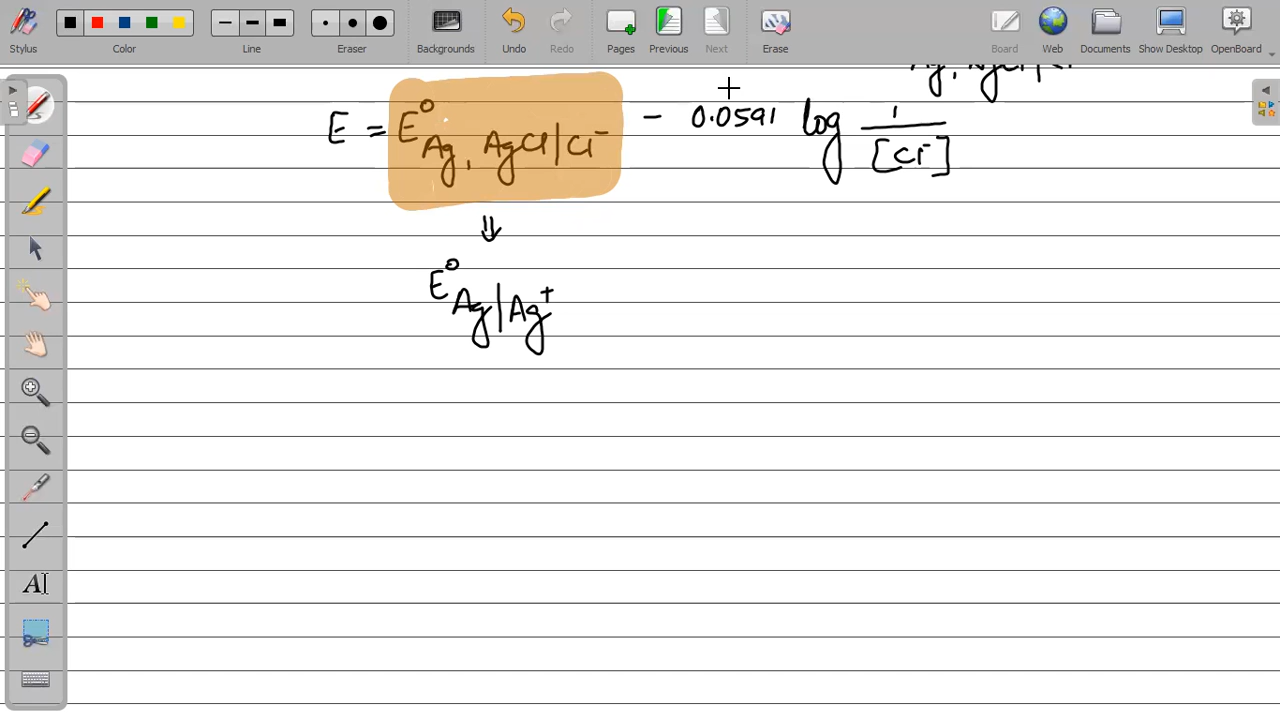 Stylus Color Line Eraser Backgrounds Undo Redo Pages Previous Next Erase Board Web Documents Show Desktop OpenBoard
E = E° Ag, AgCl|Cl⁻ - 0.0591 log 1/[Cl⁻]
⇓
E° Ag|Ag⁺